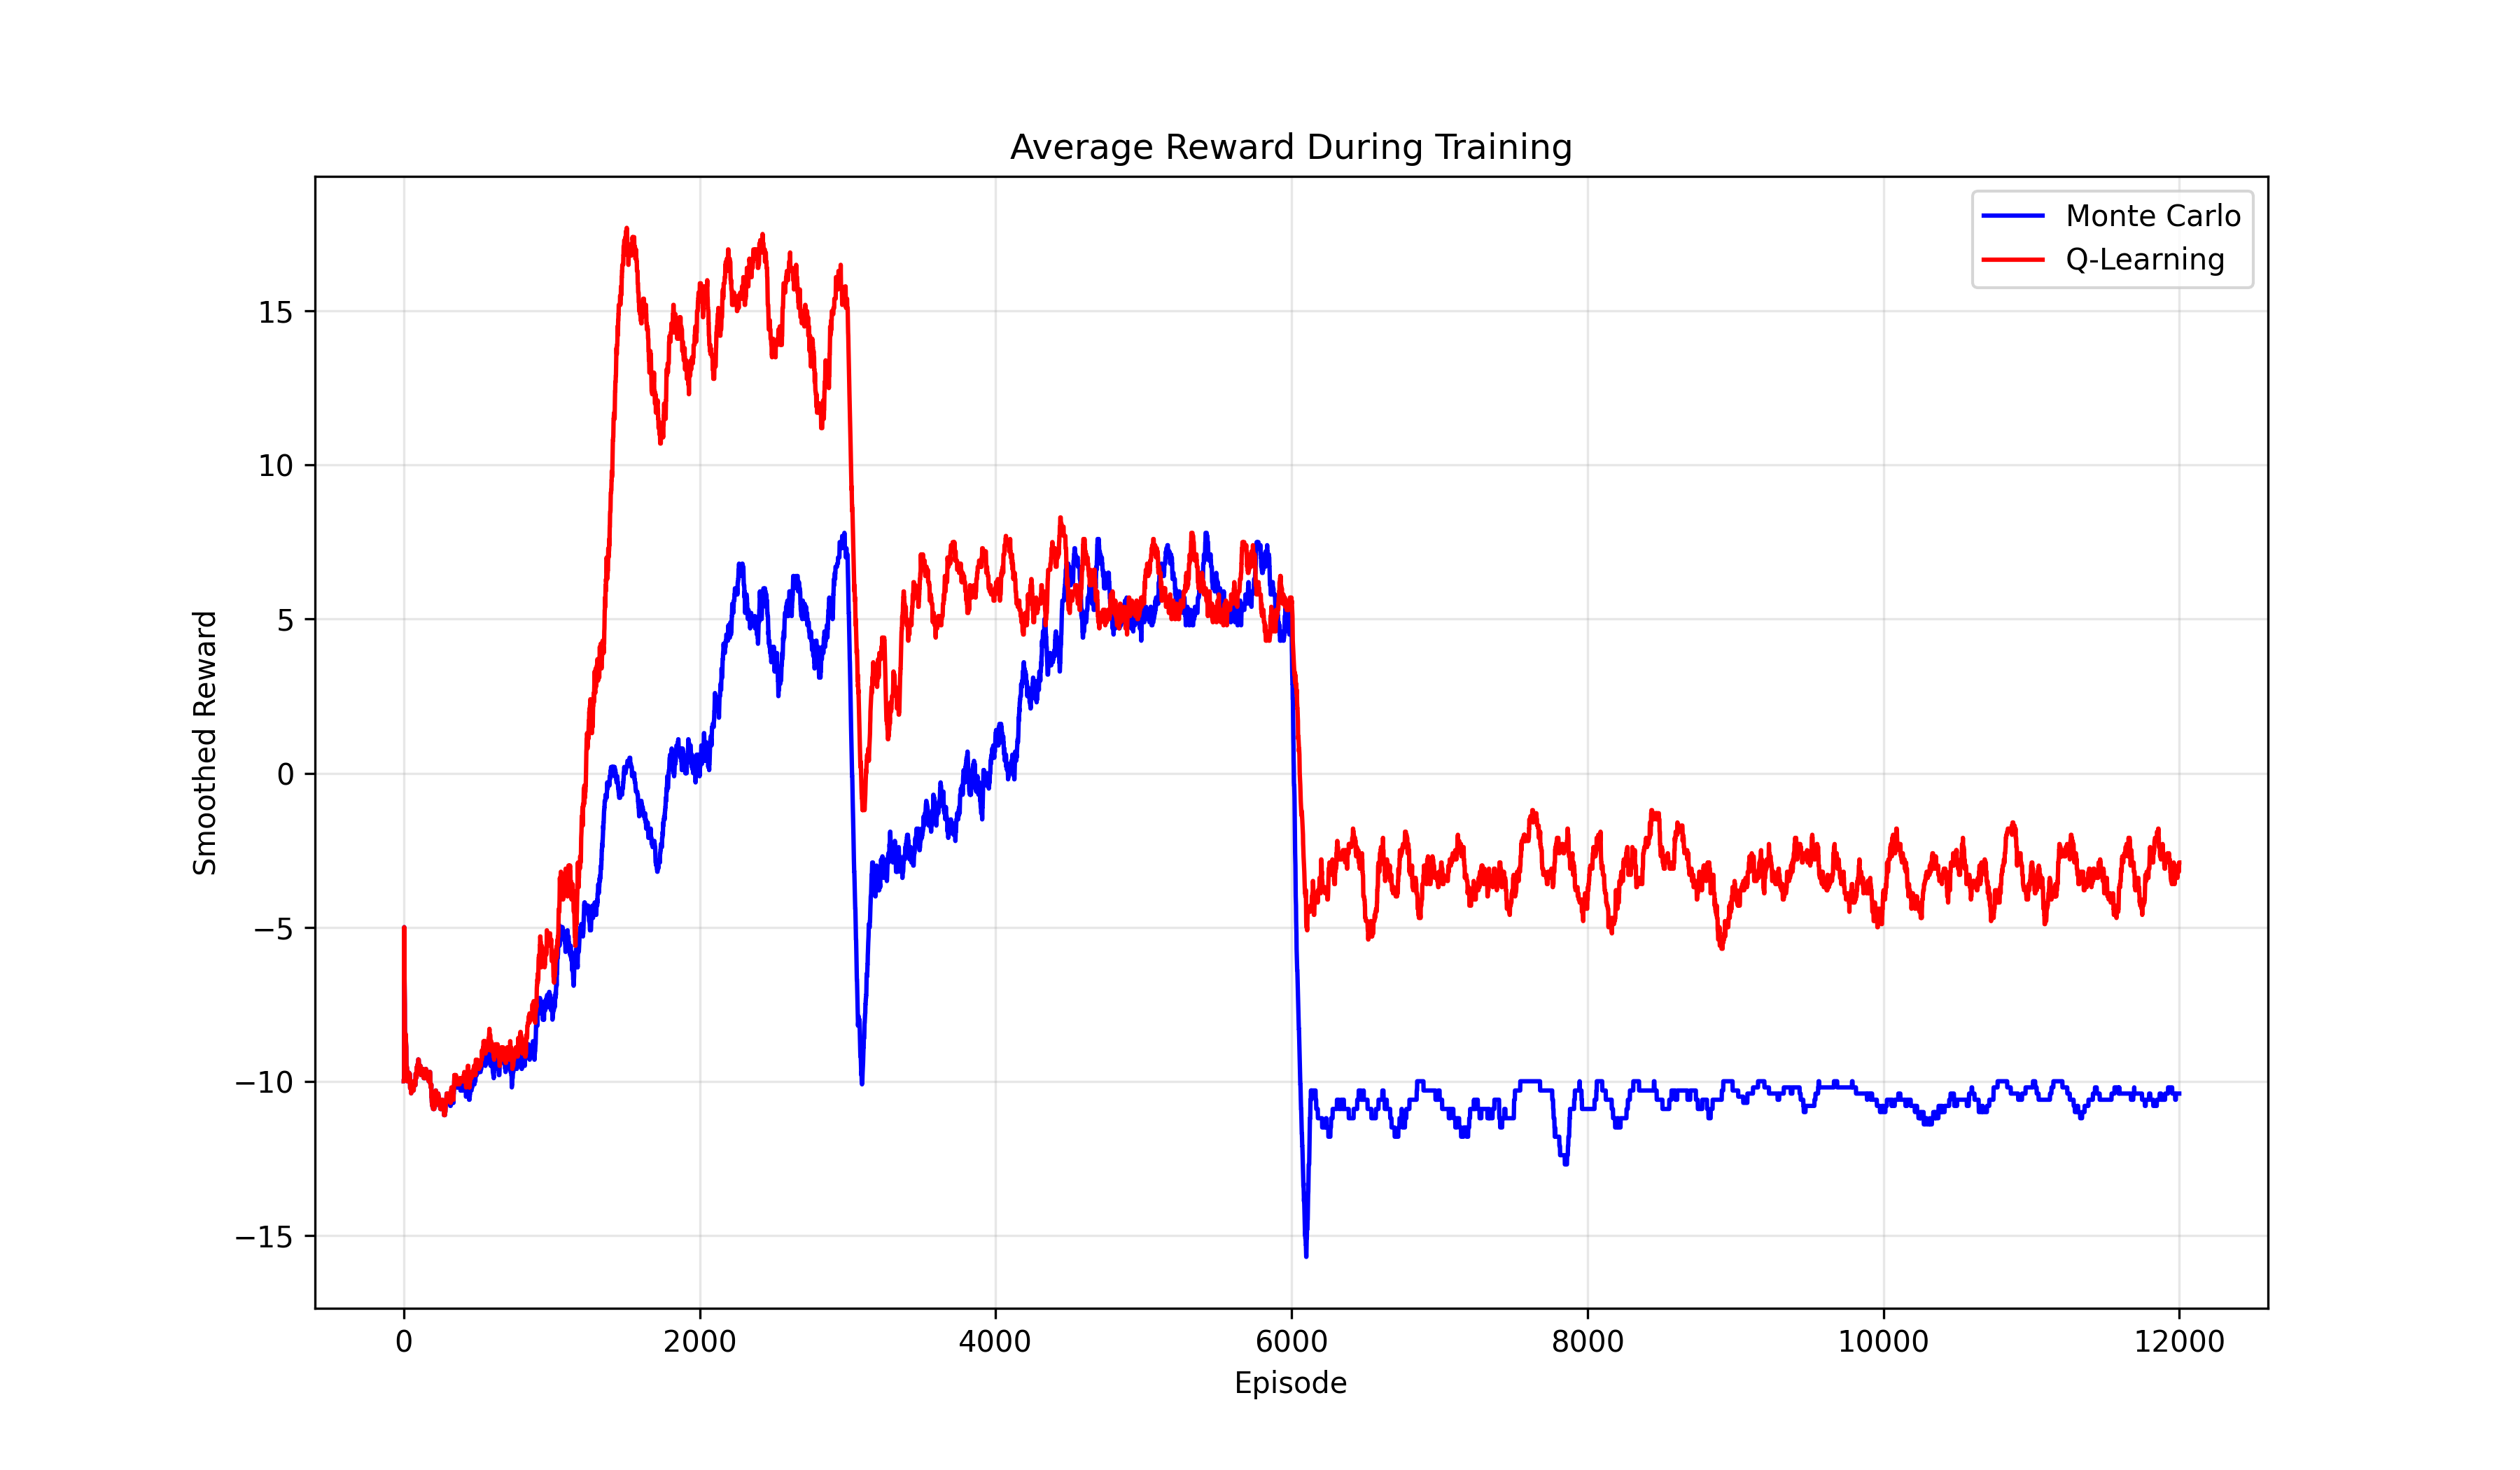 Average Reward During Training
Monte Carlo
Q-Learning
Smoothed Reward
15
10
5
0
−5
−10
−15
0
2000
4000
6000
8000
10000
12000
Episode